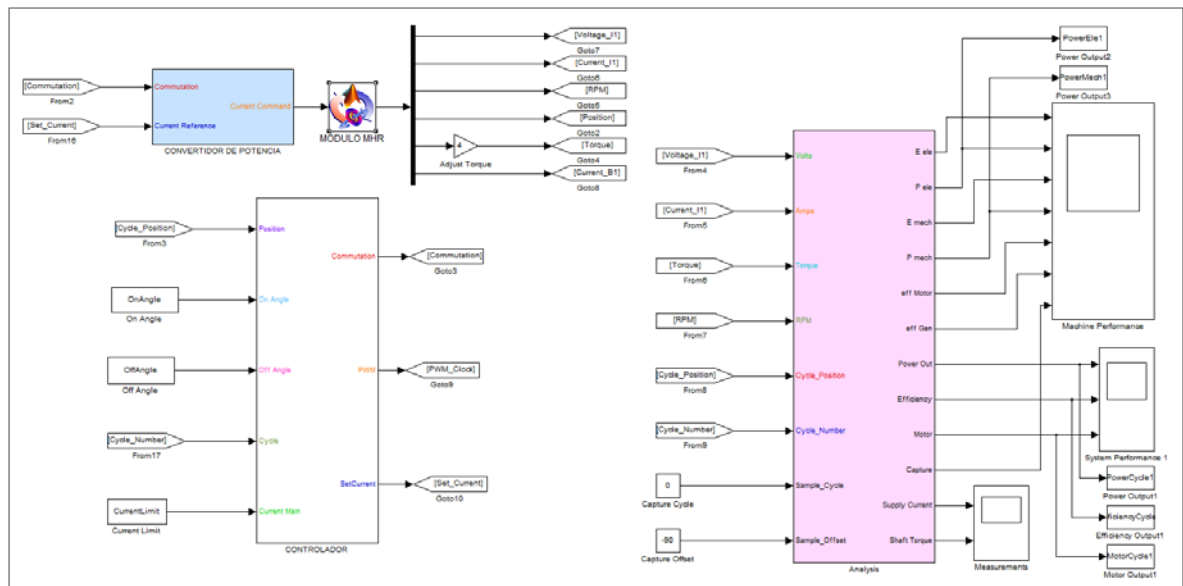 [Commutation]
From2
[Set_Current]
From16
Commutation
Current Command
Current Reference
CONVERTIDOR DE POTENCIA
MÓDULO MHR
4
Adjust Torque
[Voltage_I1]
Goto7
[Current_I1]
Goto6
[RPM]
Goto5
[Position]
Goto2
[Torque]
Goto4
[Current_B1]
Goto8
[Cycle_Position]
From3
OnAngle
On Angle
OffAngle
Off Angle
[Cycle_Number]
From17
CurrentLimit
Current Limit
Position
On Angle
Off Angle
Cycle
Current Main
Commutation
PWM
SetCurrent
CONTROLADOR
[Commutation]
Goto3
[PWM_Clock]
Goto9
[Set_Current]
Goto10
[Voltage_I1]
From4
[Current_I1]
From5
[Torque]
From6
[RPM]
From7
[Cycle_Position]
From8
[Cycle_Number]
From9
0
Capture Cycle
-90
Capture Offset
Volts
Amps
Torque
RPM
Cycle_Position
Cycle_Number
Sample_Cycle
Sample_Offset
E ele
P ele
E mech
P mech
eff Motor
eff Gen
Power Out
Efficiency
Motor
Capture
Supply Current
Shaft Torque
Analysis
PowerEle1
Power Output2
PowerMech1
Power Output3
Machine Performance
System Performance 1
PowerCycle1
Power Output1
fficiencyCycle
Efficiency Output1
MotorCycle1
Motor Output1
Measurements